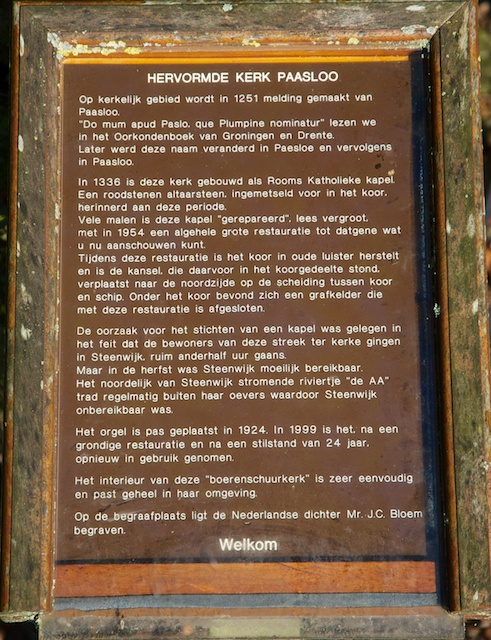 HERVORMDE KERK PAASLOO
Op kerkelijk gebied wordt in 1251 melding gemaakt van
Paasloo.
"Do mum apud Paslo, que Plumpine nominatur" lezen we
in het Oorkondenboek van Groningen en Drente.
Later werd deze naam veranderd in Paesloe en vervolgens
in Paasloo.
In 1336 is deze kerk gebouwd als Rooms Katholieke kapel.
Een roodstenen altaarsteen, ingemetseld voor in het koor,
herinnerd aan deze periode.
Vele malen is deze kapel "gerepareerd", lees vergroot,
met in 1954 een algehele grote restauratie tot datgene wat
u nu aanschouwen kunt.
Tijdens deze restauratie is het koor in oude luister herstelt
en is de kansel, die daarvoor in het koorgedeelte stond,
verplaatst naar de noordzijde op de scheiding tussen koor
en schip. Onder het koor bevond zich een grafkelder die
met deze restauratie is afgesloten.
De oorzaak voor het stichten van een kapel was gelegen in
het feit dat de bewoners van deze streek ter kerke gingen
in Steenwijk, ruim anderhalf uur gaans.
Maar in de herfst was Steenwijk moeilijk bereikbaar.
Het noordelijk van Steenwijk stromende riviertje "de AA"
trad regelmatig buiten haar oevers waardoor Steenwijk
onbereikbaar was.
Het orgel is pas geplaatst in 1924. In 1999 is het, na een
grondige restauratie en na een stilstand van 24 jaar,
opnieuw in gebruik genomen.
Het interieur van deze "boerenschuurkerk" is zeer eenvoudig
en past geheel in haar omgeving.
Op de begraafplaats ligt de Nederlandse dichter Mr. J.C. Bloem
begraven.
Welkom